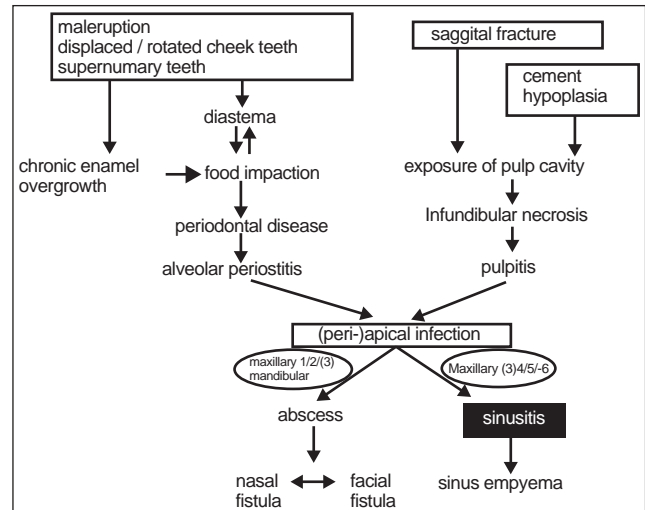 maleruption
displaced / rotated cheek teeth
supernumary teeth
saggital fracture
cement
hypoplasia
diastema
chronic enamel
overgrowth
food impaction
exposure of pulp cavity
periodontal disease
Infundibular necrosis
alveolar periostitis
pulpitis
(peri-)apical infection
maxillary 1/2/(3)
mandibular
Maxillary (3)4/5/-6
abscess
sinusitis
nasal
fistula
facial
fistula
sinus empyema